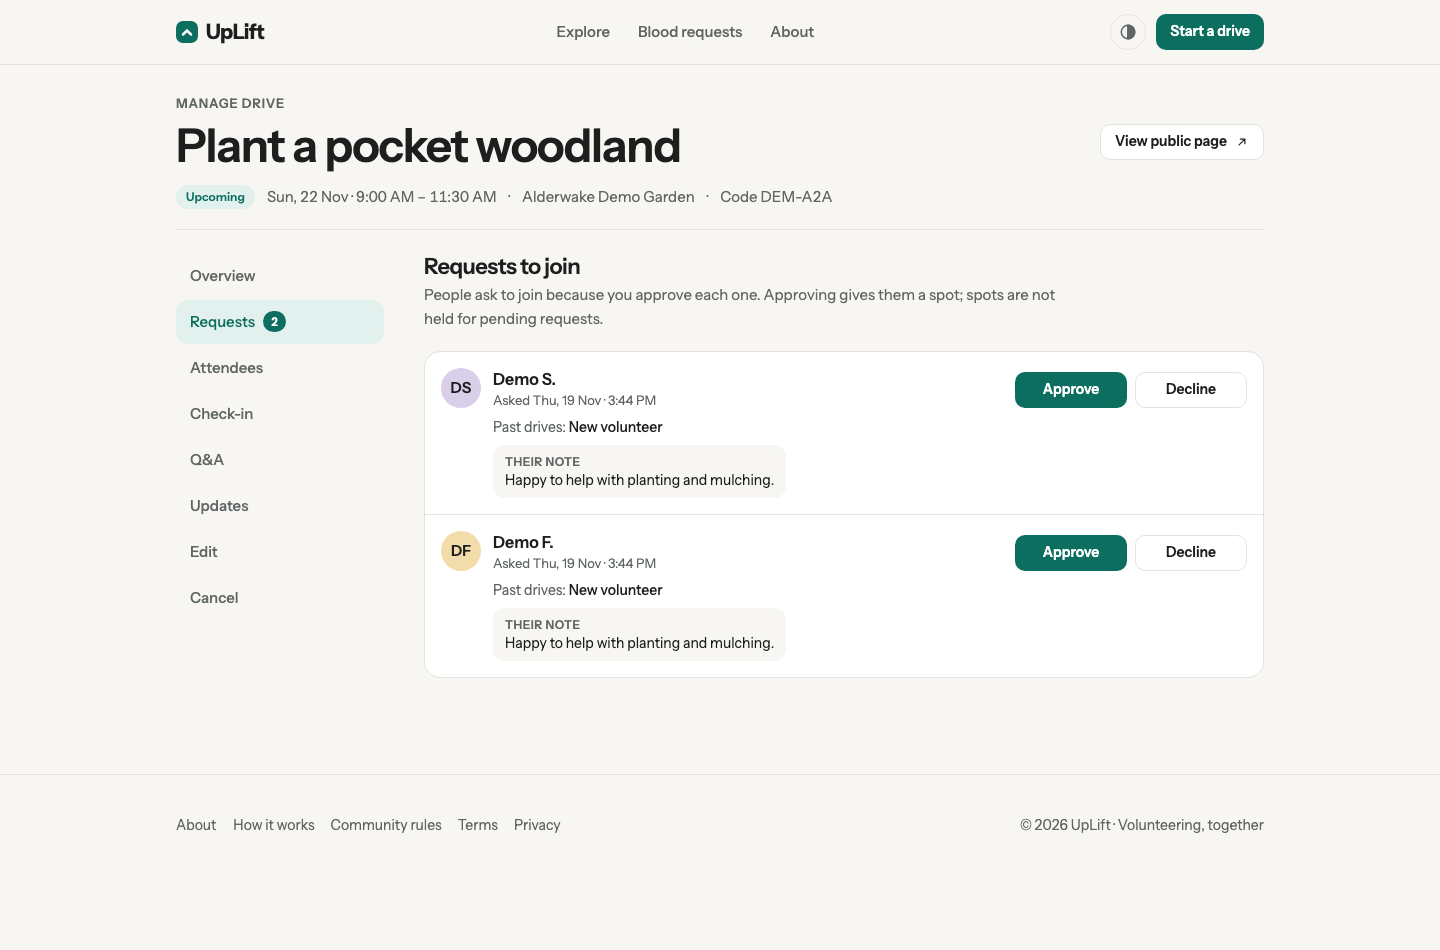 UpLift
Explore
Blood requests
About
Start a drive
MANAGE DRIVE
Plant a pocket woodland
View public page
Upcoming
Sun, 22 Nov · 9:00 AM – 11:30 AM · Alderwake Demo Garden · Code DEM-A2A
Overview
Requests 2
Attendees
Check-in
Q&A
Updates
Edit
Cancel
Requests to join
People ask to join because you approve each one. Approving gives them a spot; spots are not
held for pending requests.
DS
Demo S.
Asked Thu, 19 Nov · 3:44 PM
Past drives: New volunteer
THEIR NOTE
Happy to help with planting and mulching.
Approve
Decline
DF
Demo F.
Asked Thu, 19 Nov · 3:44 PM
Past drives: New volunteer
THEIR NOTE
Happy to help with planting and mulching.
Approve
Decline
About
How it works
Community rules
Terms
Privacy
© 2026 UpLift · Volunteering, together